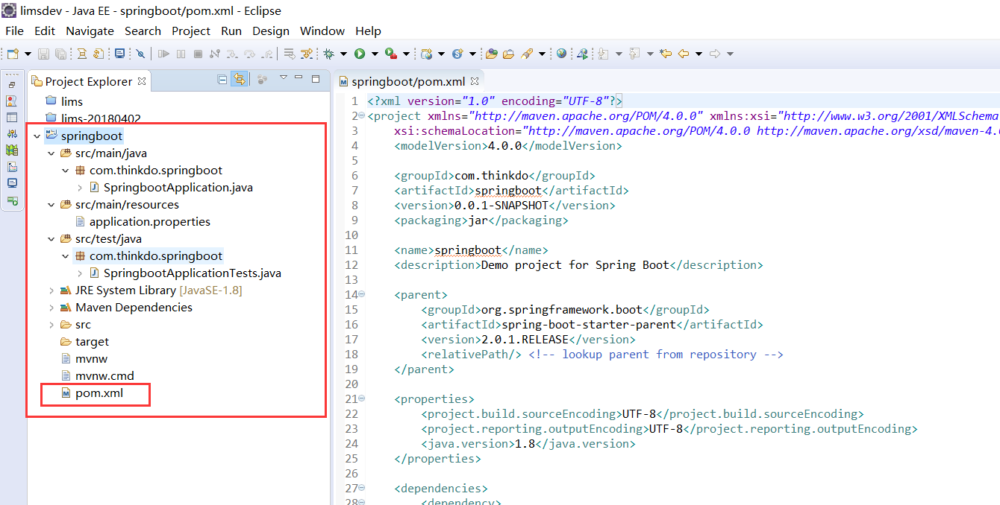 limsdev - Java EE - springboot/pom.xml - Eclipse
File Edit Navigate Search Project Run Design Window Help
Project Explorer
lims
lims-20180402
springboot
src/main/java
com.thinkdo.springboot
SpringbootApplication.java
src/main/resources
application.properties
src/test/java
com.thinkdo.springboot
SpringbootApplicationTests.java
JRE System Library [JavaSE-1.8]
Maven Dependencies
src
target
mvnw
mvnw.cmd
pom.xml
springboot/pom.xml
1 <?xml version="1.0" encoding="UTF-8"?>
2 <project xmlns="http://maven.apache.org/POM/4.0.0" xmlns:xsi="http://www.w3.org/2001/XMLSchema
3 xsi:schemaLocation="http://maven.apache.org/POM/4.0.0 http://maven.apache.org/xsd/maven-4.
4 <modelVersion>4.0.0</modelVersion>
5
6 <groupId>com.thinkdo</groupId>
7 <artifactId>springboot</artifactId>
8 <version>0.0.1-SNAPSHOT</version>
9 <packaging>jar</packaging>
10
11 <name>springboot</name>
12 <description>Demo project for Spring Boot</description>
13
14 <parent>
15 <groupId>org.springframework.boot</groupId>
16 <artifactId>spring-boot-starter-parent</artifactId>
17 <version>2.0.1.RELEASE</version>
18 <relativePath/> <!-- lookup parent from repository -->
19 </parent>
20
21 <properties>
22 <project.build.sourceEncoding>UTF-8</project.build.sourceEncoding>
23 <project.reporting.outputEncoding>UTF-8</project.reporting.outputEncoding>
24 <java.version>1.8</java.version>
25 </properties>
26
27 <dependencies>
28 <dependency>